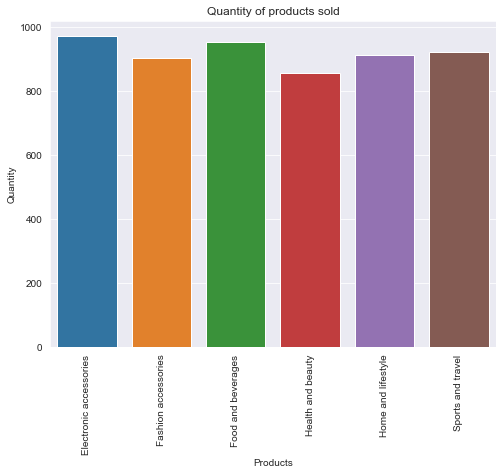 Quantity of products sold
1000
800
600
400
200
0
Quantity
Electronic accessories
Fashion accessories
Food and beverages
Health and beauty
Home and lifestyle
Sports and travel
Products